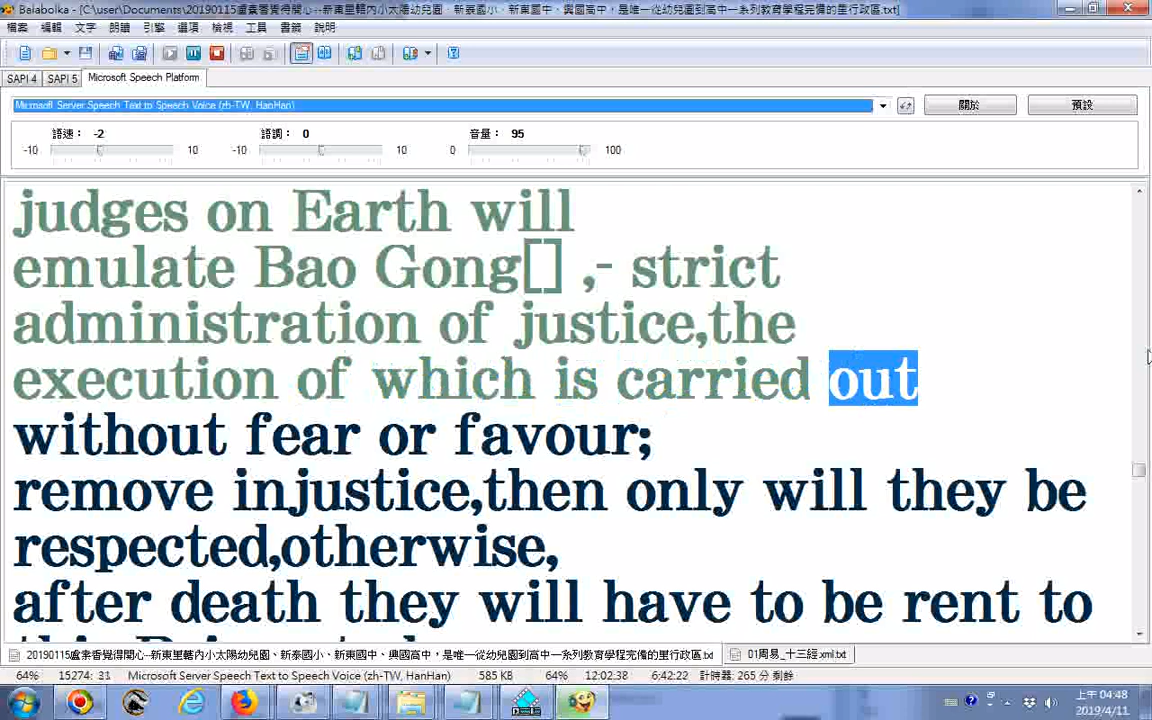 Balabolka - [C:\user\Documents\20190115盧素香覺得開心--新東里轄內小太陽幼兒園、新泰國小、新東國中、興國高中，是唯一從幼兒園到高中一系列教育學程完備的里行政區.txt]
檔案 編輯 文字 朗讀 引擎 選項 檢視 工具 書籤 說明
SAPI 4 SAPI 5 Microsoft Speech Platform
Microsoft Server Speech Text to Speech Voice (zh-TW, HanHan) 關於 預設
語速： -2 語調： 0 音量： 95
-10 10 -10 10 0 100
judges on Earth will
emulate Bao Gong[] ,- strict
administration of justice,the
execution of which is carried out
without fear or favour;
remove injustice,then only will they be
respected,otherwise,
after death they will have to be rent to
20190115盧素香覺得開心--新東里轄內小太陽幼兒園、新泰國小、新東國中、興國高中，是唯一從幼兒園到高中一系列教育學程完備的里行政區.txt 01周易_十三經.xml.txt
64% 15274: 31 Microsoft Server Speech Text to Speech Voice (zh-TW, HanHan) 585 KB 64% 12:02.38 6:42:22 計時器: 265 分 剩餘
上午 04:48
2019/4/11